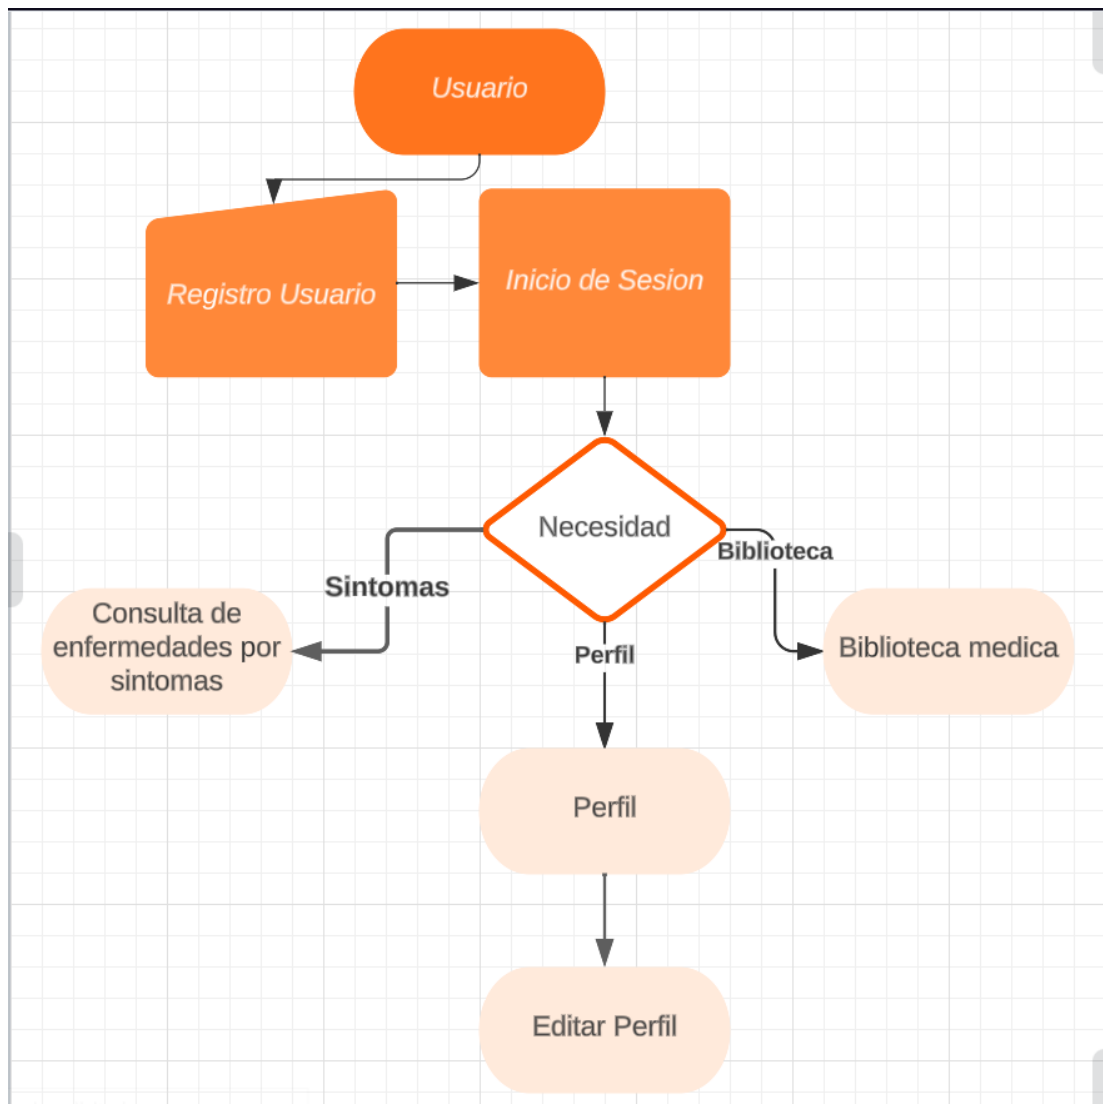 Usuario
Registro Usuario
Inicio de Sesion
Necesidad
Biblioteca
Sintomas
Consulta de
enfermedades por
sintomas
Perfil
Biblioteca medica
Perfil
Editar Perfil